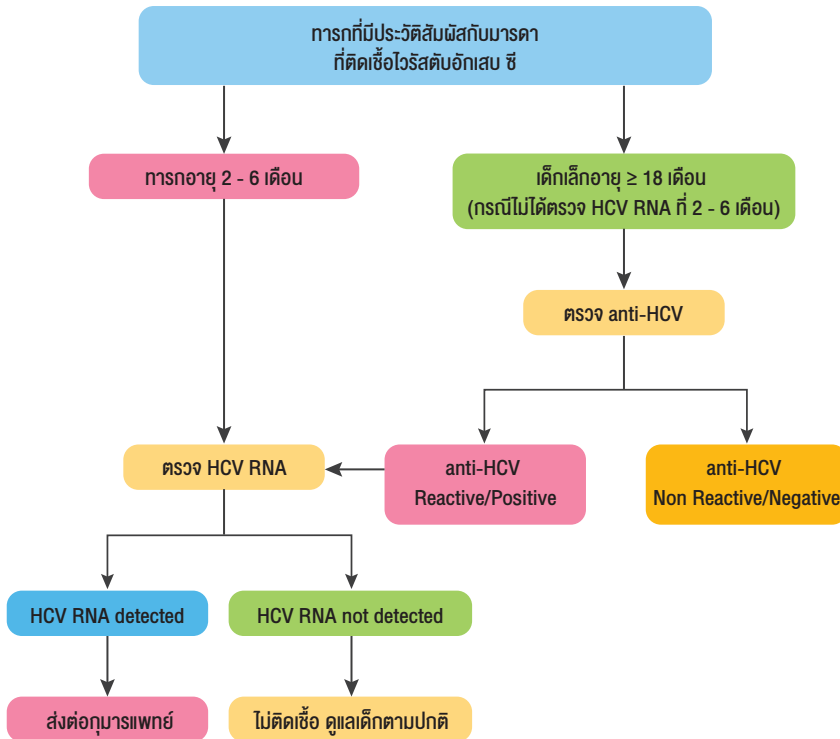 ทารกที่มีประวัติสัมผัสกับมารดา
ที่ติดเชื้อไวรัสตับอักเสบ ซี
ทารกอายุ 2 - 6 เดือน
เด็กเล็กอายุ ≥ 18 เดือน
(กรณีไม่ได้ตรวจ HCV RNA ที่ 2 - 6 เดือน)
ตรวจ anti-HCV
ตรวจ HCV RNA
anti-HCV
Reactive/Positive
anti-HCV
Non Reactive/Negative
HCV RNA detected
HCV RNA not detected
ส่งต่อกุมารแพทย์
ไม่ติดเชื้อ ดูแลเด็กตามปกติ